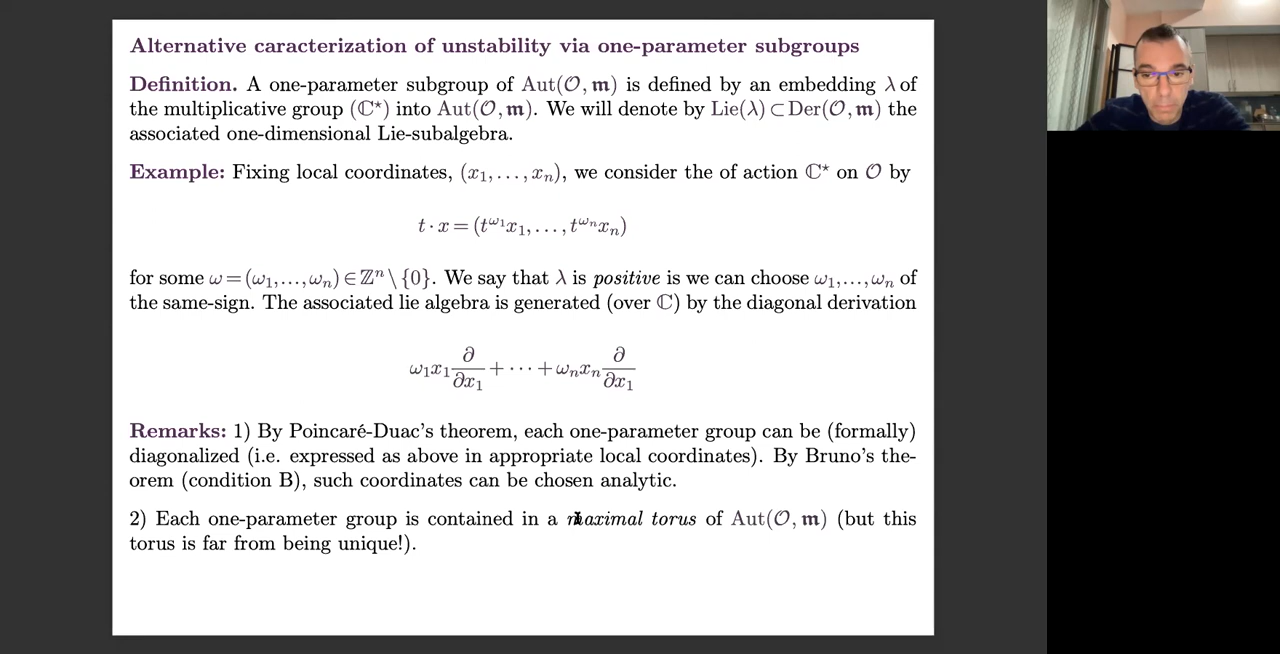 Alternative caracterization of unstability via one-parameter subgroups
Definition. A one-parameter subgroup of Aut(𝒪, 𝔪) is defined by an embedding λ of
the multiplicative group (ℂ⋆) into Aut(𝒪, 𝔪). We will denote by Lie(λ) ⊂ Der(𝒪, 𝔪) the
associated one-dimensional Lie-subalgebra.
Example: Fixing local coordinates, (x₁, …, xₙ), we consider the of action ℂ⋆ on 𝒪 by
t · x = (t^{ω₁}x₁, …, t^{ωₙ}xₙ)
for some ω = (ω₁, …, ωₙ) ∈ ℤⁿ \ {0}. We say that λ is positive is we can choose ω₁, …, ωₙ of
the same-sign. The associated lie algebra is generated (over ℂ) by the diagonal derivation
ω₁x₁ ∂/∂x₁ + ⋯ + ωₙxₙ ∂/∂x₁
Remarks: 1) By Poincaré-Duac's theorem, each one-parameter group can be (formally)
diagonalized (i.e. expressed as above in appropriate local coordinates). By Bruno's the-
orem (condition B), such coordinates can be chosen analytic.
2) Each one-parameter group is contained in a maximal torus of Aut(𝒪, 𝔪) (but this
torus is far from being unique!).